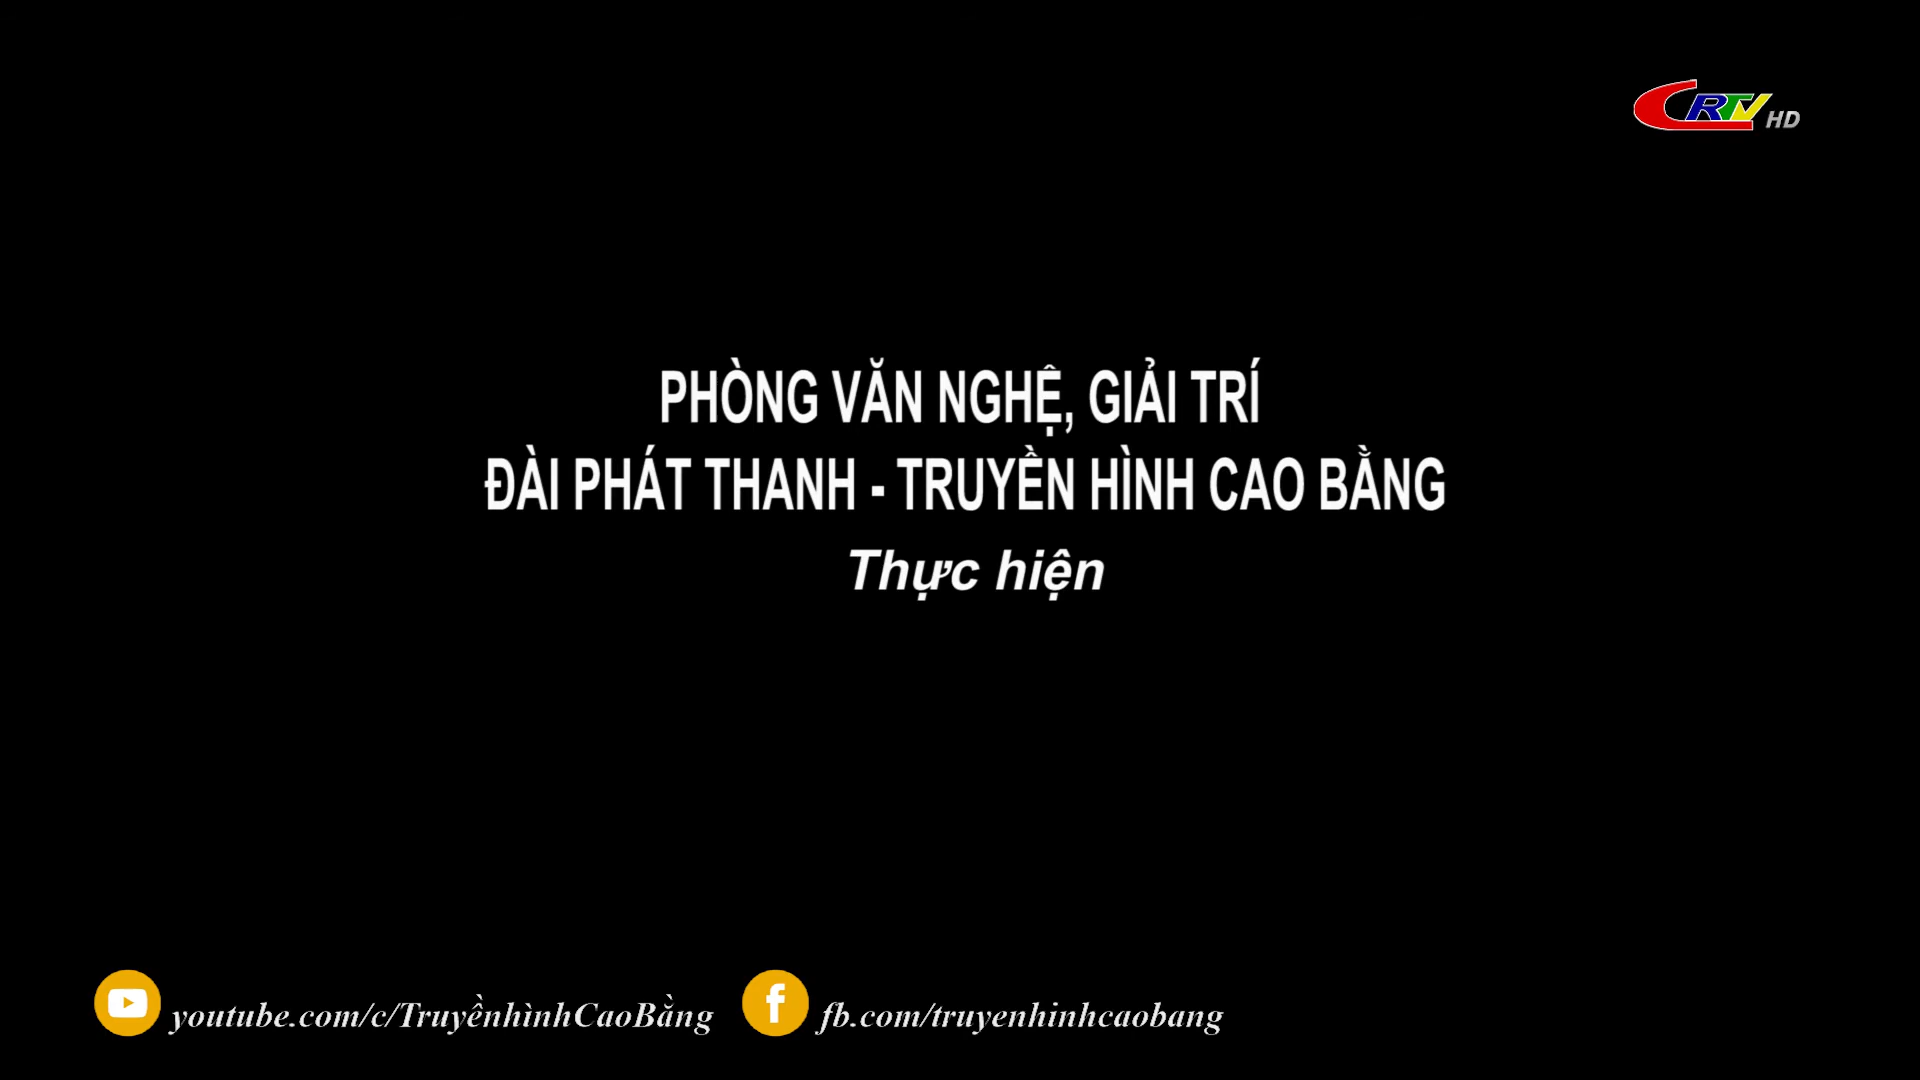 CRTV HD
PHÒNG VĂN NGHỆ, GIẢI TRÍ
ĐÀI PHÁT THANH - TRUYỀN HÌNH CAO BẰNG
Thực hiện
youtube.com/c/TruyềnhìnhCaoBằng
fb.com/truyenhinhcaobang